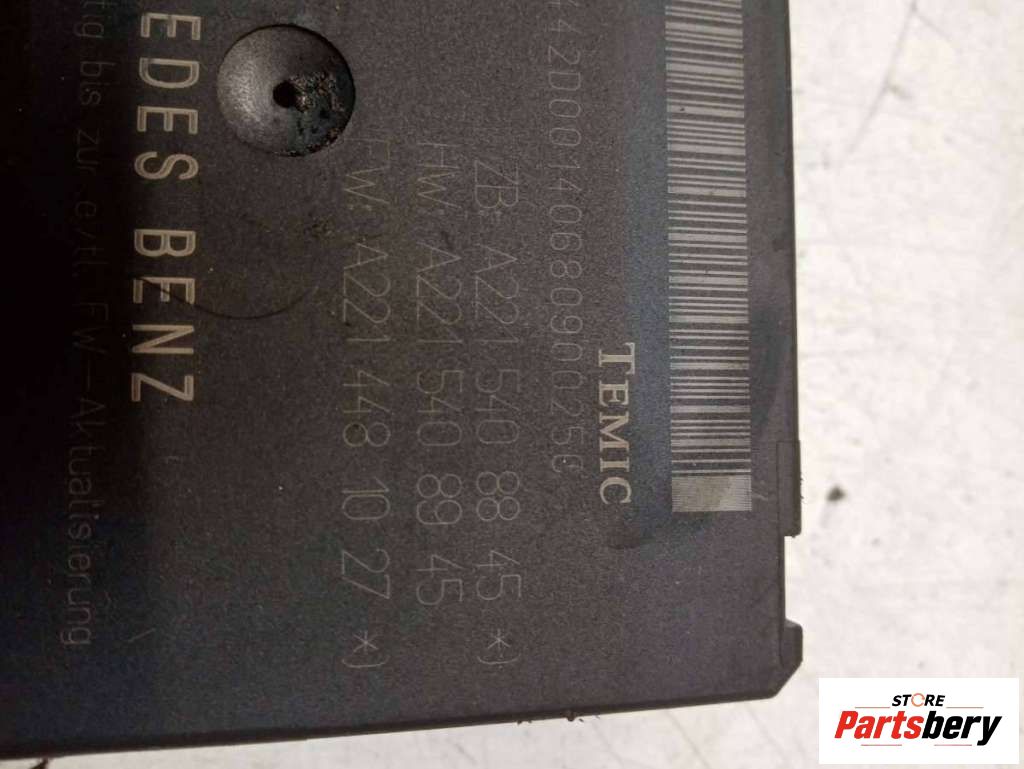 442D00014068090025C
TEMIC
ZB: A221 540 88 45 *)
HW: A221 540 89 45
FW: A221 448 10 27 *)
EDES BENZ
tig bis zur evtl. FW-Aktualisierung
STORE
Partsbery